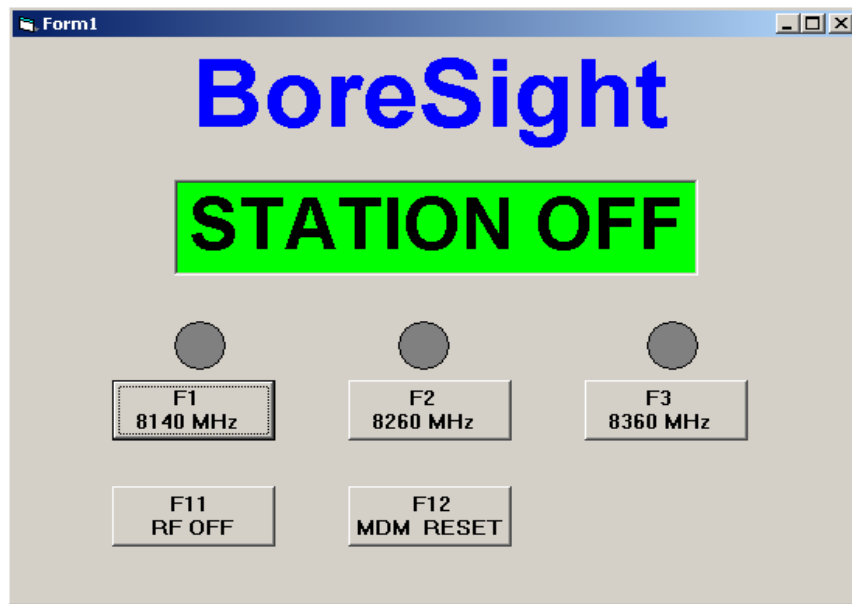 Form1
BoreSight
STATION OFF
F1
8140 MHz
F2
8260 MHz
F3
8360 MHz
F11
RF OFF
F12
MDM RESET